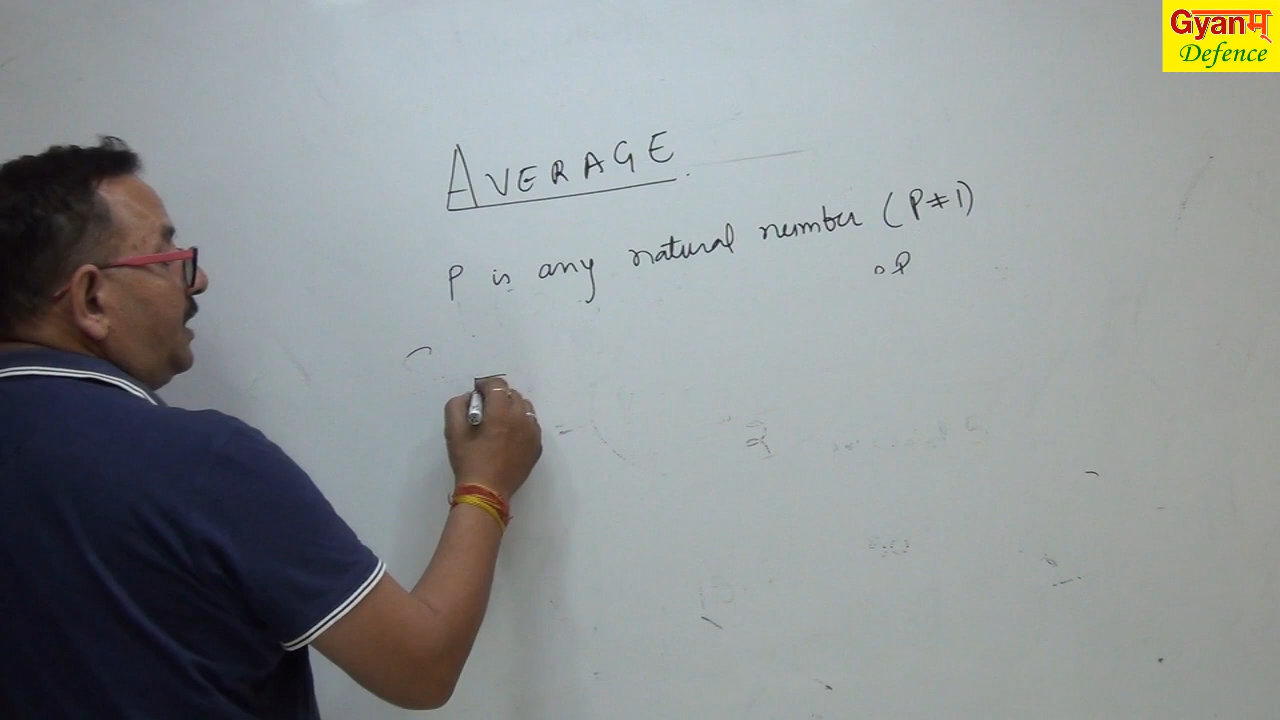 Gyanम्
Defence
AVERAGE.
P is any natural number (P≠1)